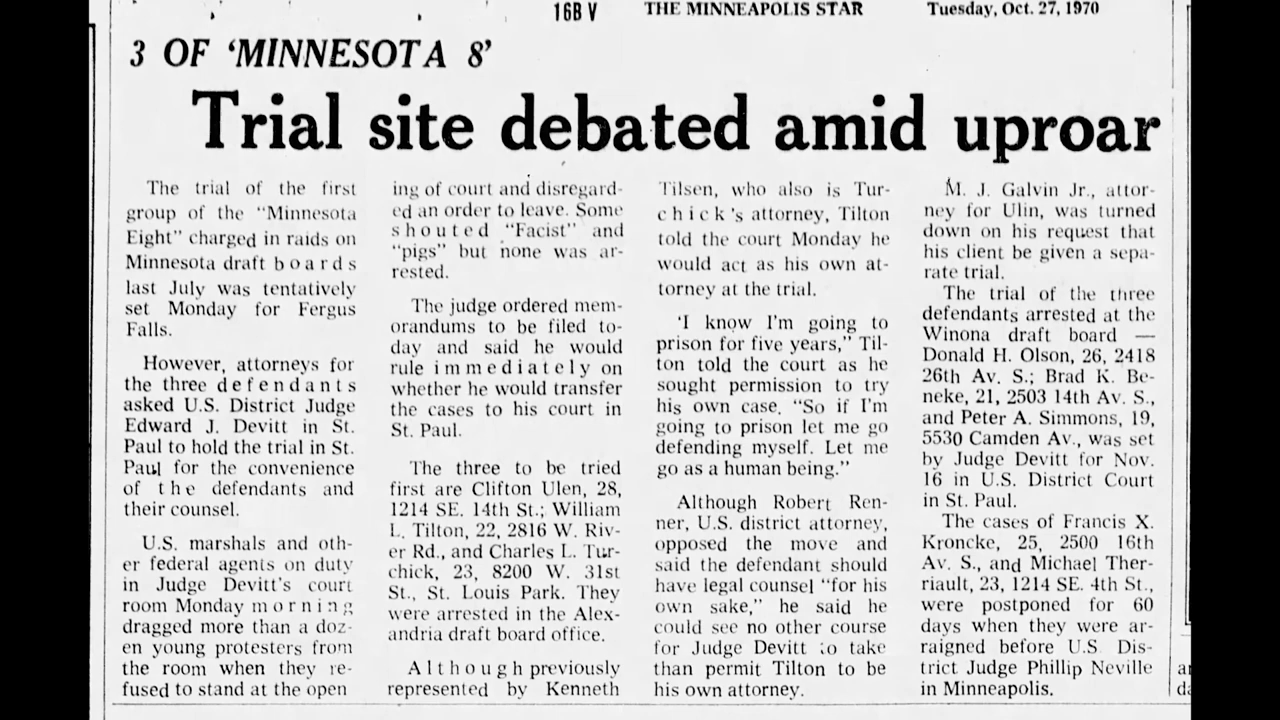 16B V THE MINNEAPOLIS STAR Tuesday, Oct. 27, 1970
3 OF ‘MINNESOTA 8’
Trial site debated amid uproar
The trial of the first
group of the “Minnesota
Eight” charged in raids on
Minnesota draft boards
last July was tentatively
set Monday for Fergus
Falls.
However, attorneys for
the three defendants
asked U.S. District Judge
Edward J. Devitt in St.
Paul to hold the trial in St.
Paul for the convenience
of the defendants and
their counsel.
U.S. marshals and oth-
er federal agents on duty
in Judge Devitt’s court
room Monday morning
dragged more than a doz-
en young protesters from
the room when they re-
fused to stand at the open
ing of court and disregard-
ed an order to leave. Some
shouted “Facist” and
“pigs” but none was ar-
rested.
The judge ordered mem-
orandums to be filed to-
day and said he would
rule immediately on
whether he would transfer
the cases to his court in
St. Paul.
The three to be tried
first are Clifton Ulen, 28,
1214 SE. 14th St.; William
L. Tilton, 22, 2816 W. Riv-
er Rd., and Charles L. Tur-
chick, 23, 8200 W. 31st
St., St. Louis Park. They
were arrested in the Alex-
andria draft board office.
Although previously
represented by Kenneth
Tilsen, who also is Tur-
chick’s attorney, Tilton
told the court Monday he
would act as his own at-
torney at the trial.
‘I know I’m going to
prison for five years,” Til-
ton told the court as he
sought permission to try
his own case. “So if I’m
going to prison let me go
defending myself. Let me
go as a human being.”
Although Robert Ren-
ner, U.S. district attorney,
opposed the move and
said the defendant should
have legal counsel “for his
own sake,” he said he
could see no other course
for Judge Devitt to take
than permit Tilton to be
his own attorney.
M. J. Galvin Jr., attor-
ney for Ulin, was turned
down on his request that
his client be given a sepa-
rate trial.
The trial of the three
defendants arrested at the
Winona draft board —
Donald H. Olson, 26, 2418
26th Av. S.; Brad K. Be-
neke, 21, 2503 14th Av. S.,
and Peter A. Simmons, 19,
5530 Camden Av., was set
by Judge Devitt for Nov.
16 in U.S. District Court
in St. Paul.
The cases of Francis X.
Kroncke, 25, 2500 16th
Av. S., and Michael Ther-
riault, 23, 1214 SE. 4th St.,
were postponed for 60
days when they were ar-
raigned before U.S. Dis-
trict Judge Phillip Neville
in Minneapolis.